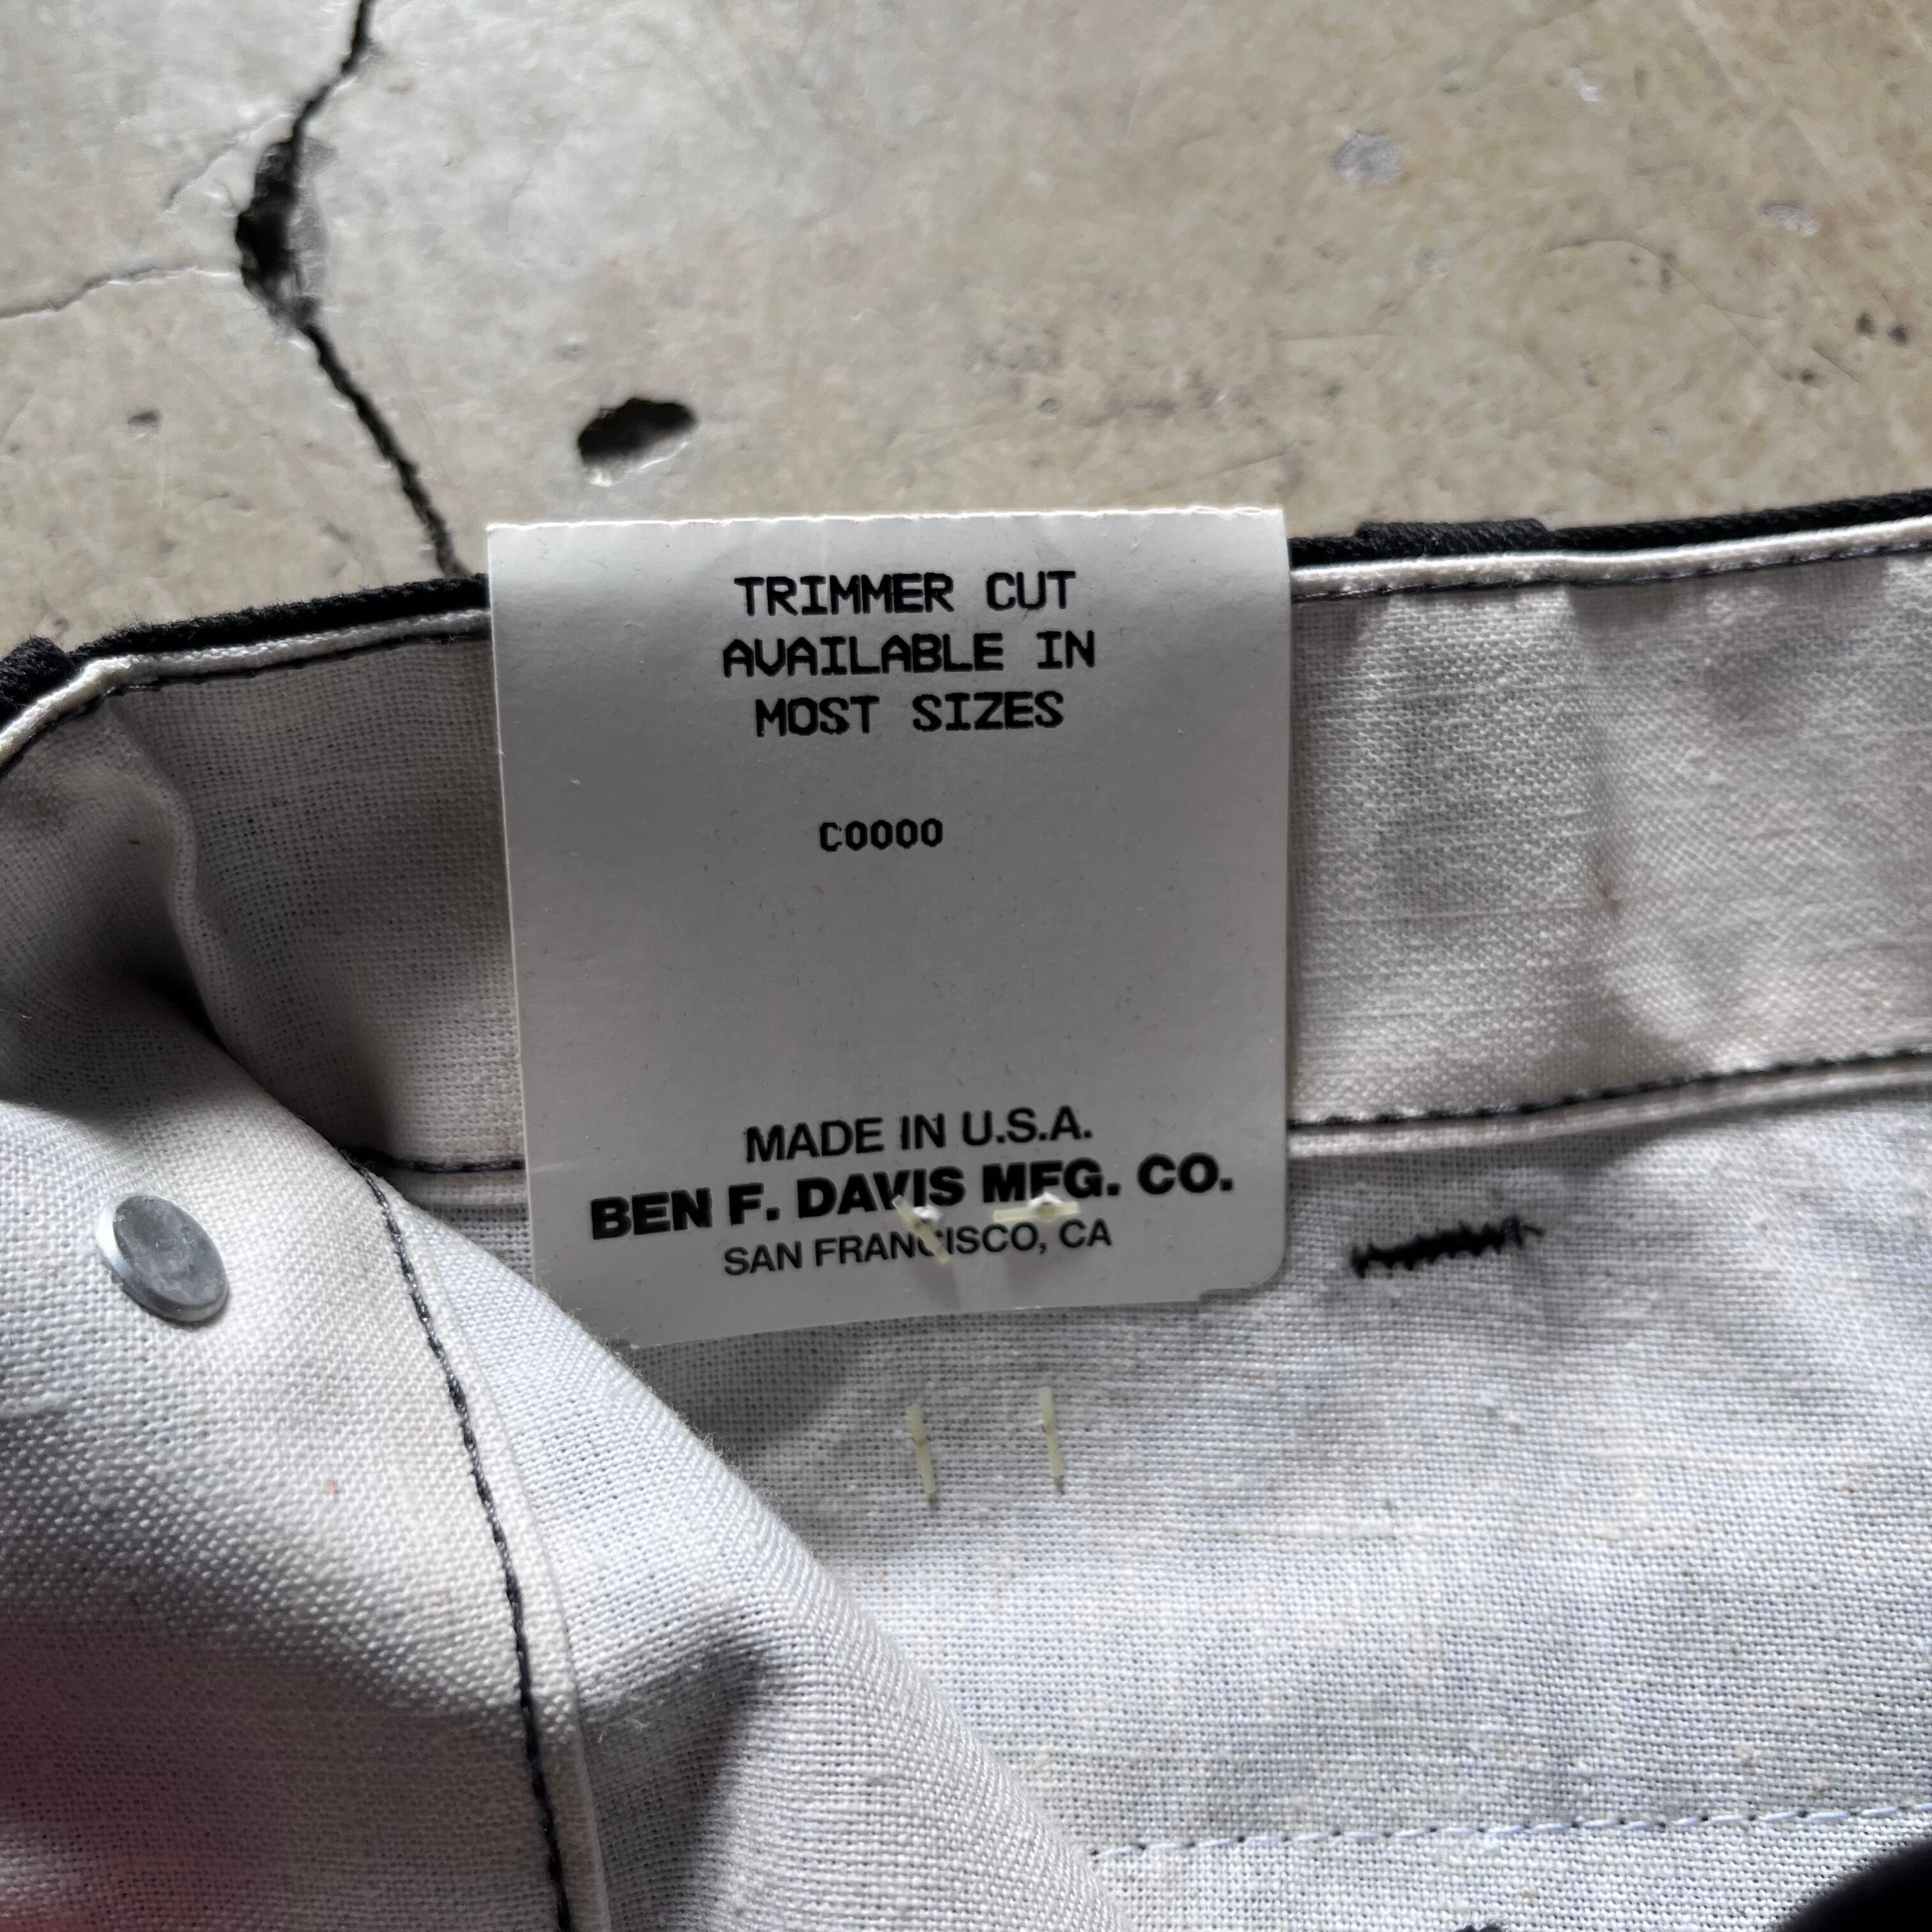 TRIMMER CUT
AVAILABLE IN
MOST SIZES
C0000
MADE IN U.S.A.
BEN F. DAVIS MFG. CO.
SAN FRANCISCO, CA